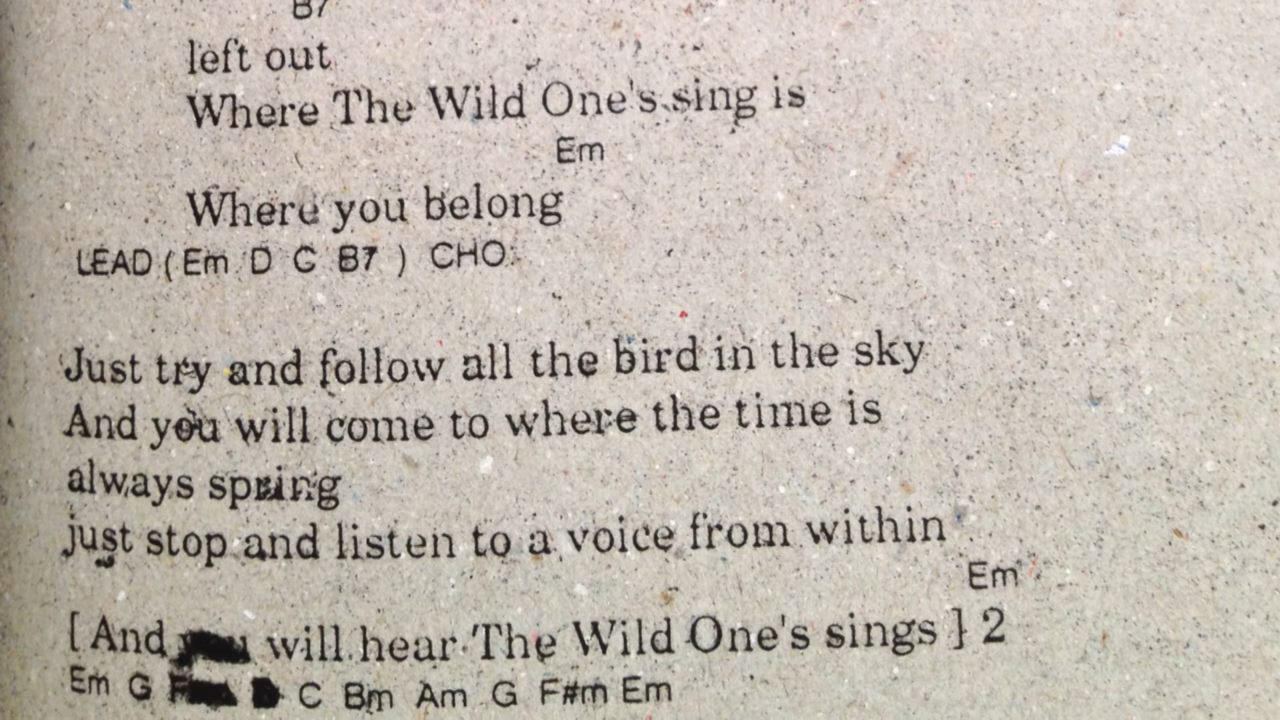 B7
left out
Where The Wild One's sing is
Em
Where you belong
LEAD ( Em D C B7 ) CHO:
Just try and follow all the bird in the sky
And you will come to where the time is
always spring
just stop and listen to a voice from within
Em
[ And you will hear The Wild One's sings } 2
Em G D C Bm Am G F#m Em